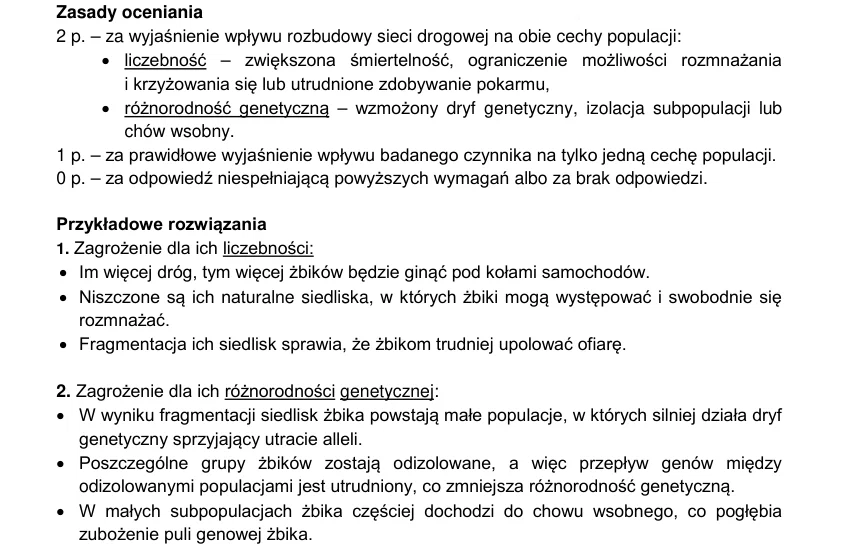 Zasady oceniania
2 p. – za wyjaśnienie wpływu rozbudowy sieci drogowej na obie cechy populacji:
• liczebność – zwiększona śmiertelność, ograniczenie możliwości rozmnażania
i krzyżowania się lub utrudnione zdobywanie pokarmu,
• różnorodność genetyczną – wzmożony dryf genetyczny, izolacja subpopulacji lub
chów wsobny.
1 p. – za prawidłowe wyjaśnienie wpływu badanego czynnika na tylko jedną cechę populacji.
0 p. – za odpowiedź niespełniającą powyższych wymagań albo za brak odpowiedzi.
Przykładowe rozwiązania
1. Zagrożenie dla ich liczebności:
• Im więcej dróg, tym więcej żbików będzie ginąć pod kołami samochodów.
• Niszczone są ich naturalne siedliska, w których żbiki mogą występować i swobodnie się
rozmnażać.
• Fragmentacja ich siedlisk sprawia, że żbikom trudniej upolować ofiarę.
2. Zagrożenie dla ich różnorodności genetycznej:
• W wyniku fragmentacji siedlisk żbika powstają małe populacje, w których silniej działa dryf
genetyczny sprzyjający utracie alleli.
• Poszczególne grupy żbików zostają odizolowane, a więc przepływ genów między
odizolowanymi populacjami jest utrudniony, co zmniejsza różnorodność genetyczną.
• W małych subpopulacjach żbika częściej dochodzi do chowu wsobnego, co pogłębia
zubożenie puli genowej żbika.